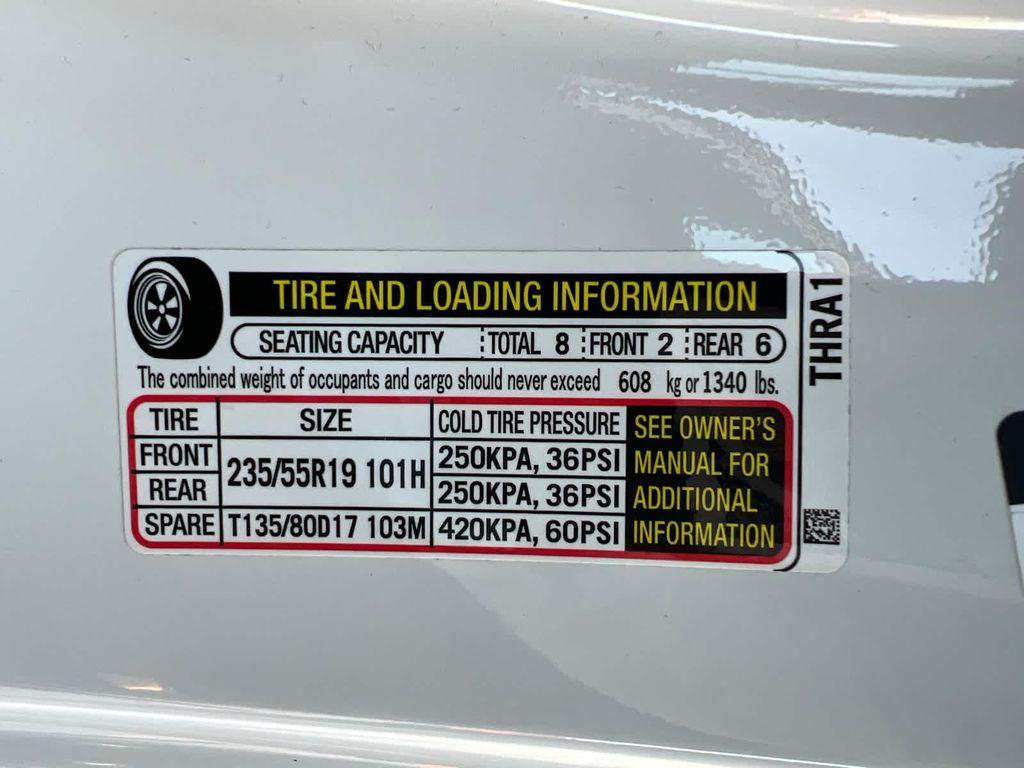 TIRE AND LOADING INFORMATION
SEATING CAPACITY TOTAL 8 FRONT 2 REAR 6
The combined weight of occupants and cargo should never exceed 608 kg or 1340 lbs.
TIRE SIZE COLD TIRE PRESSURE
FRONT 235/55R19 101H 250KPA, 36PSI
REAR 250KPA, 36PSI
SPARE T135/80D17 103M 420KPA, 60PSI
SEE OWNER'S
MANUAL FOR
ADDITIONAL
INFORMATION
THRA1